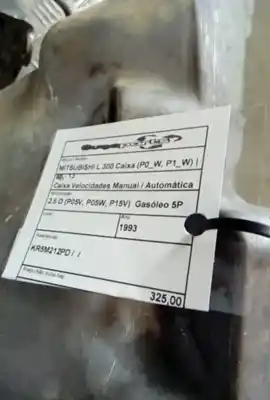 MITSUBISHI L 300 Caixa (P0_W, P1_W) |
Caixa Velocidades Manual / Automática
2.5 D (P05V, P05W, P15V) Gasóleo 5P
Ano
1993
KR5M212PD / /
325,00